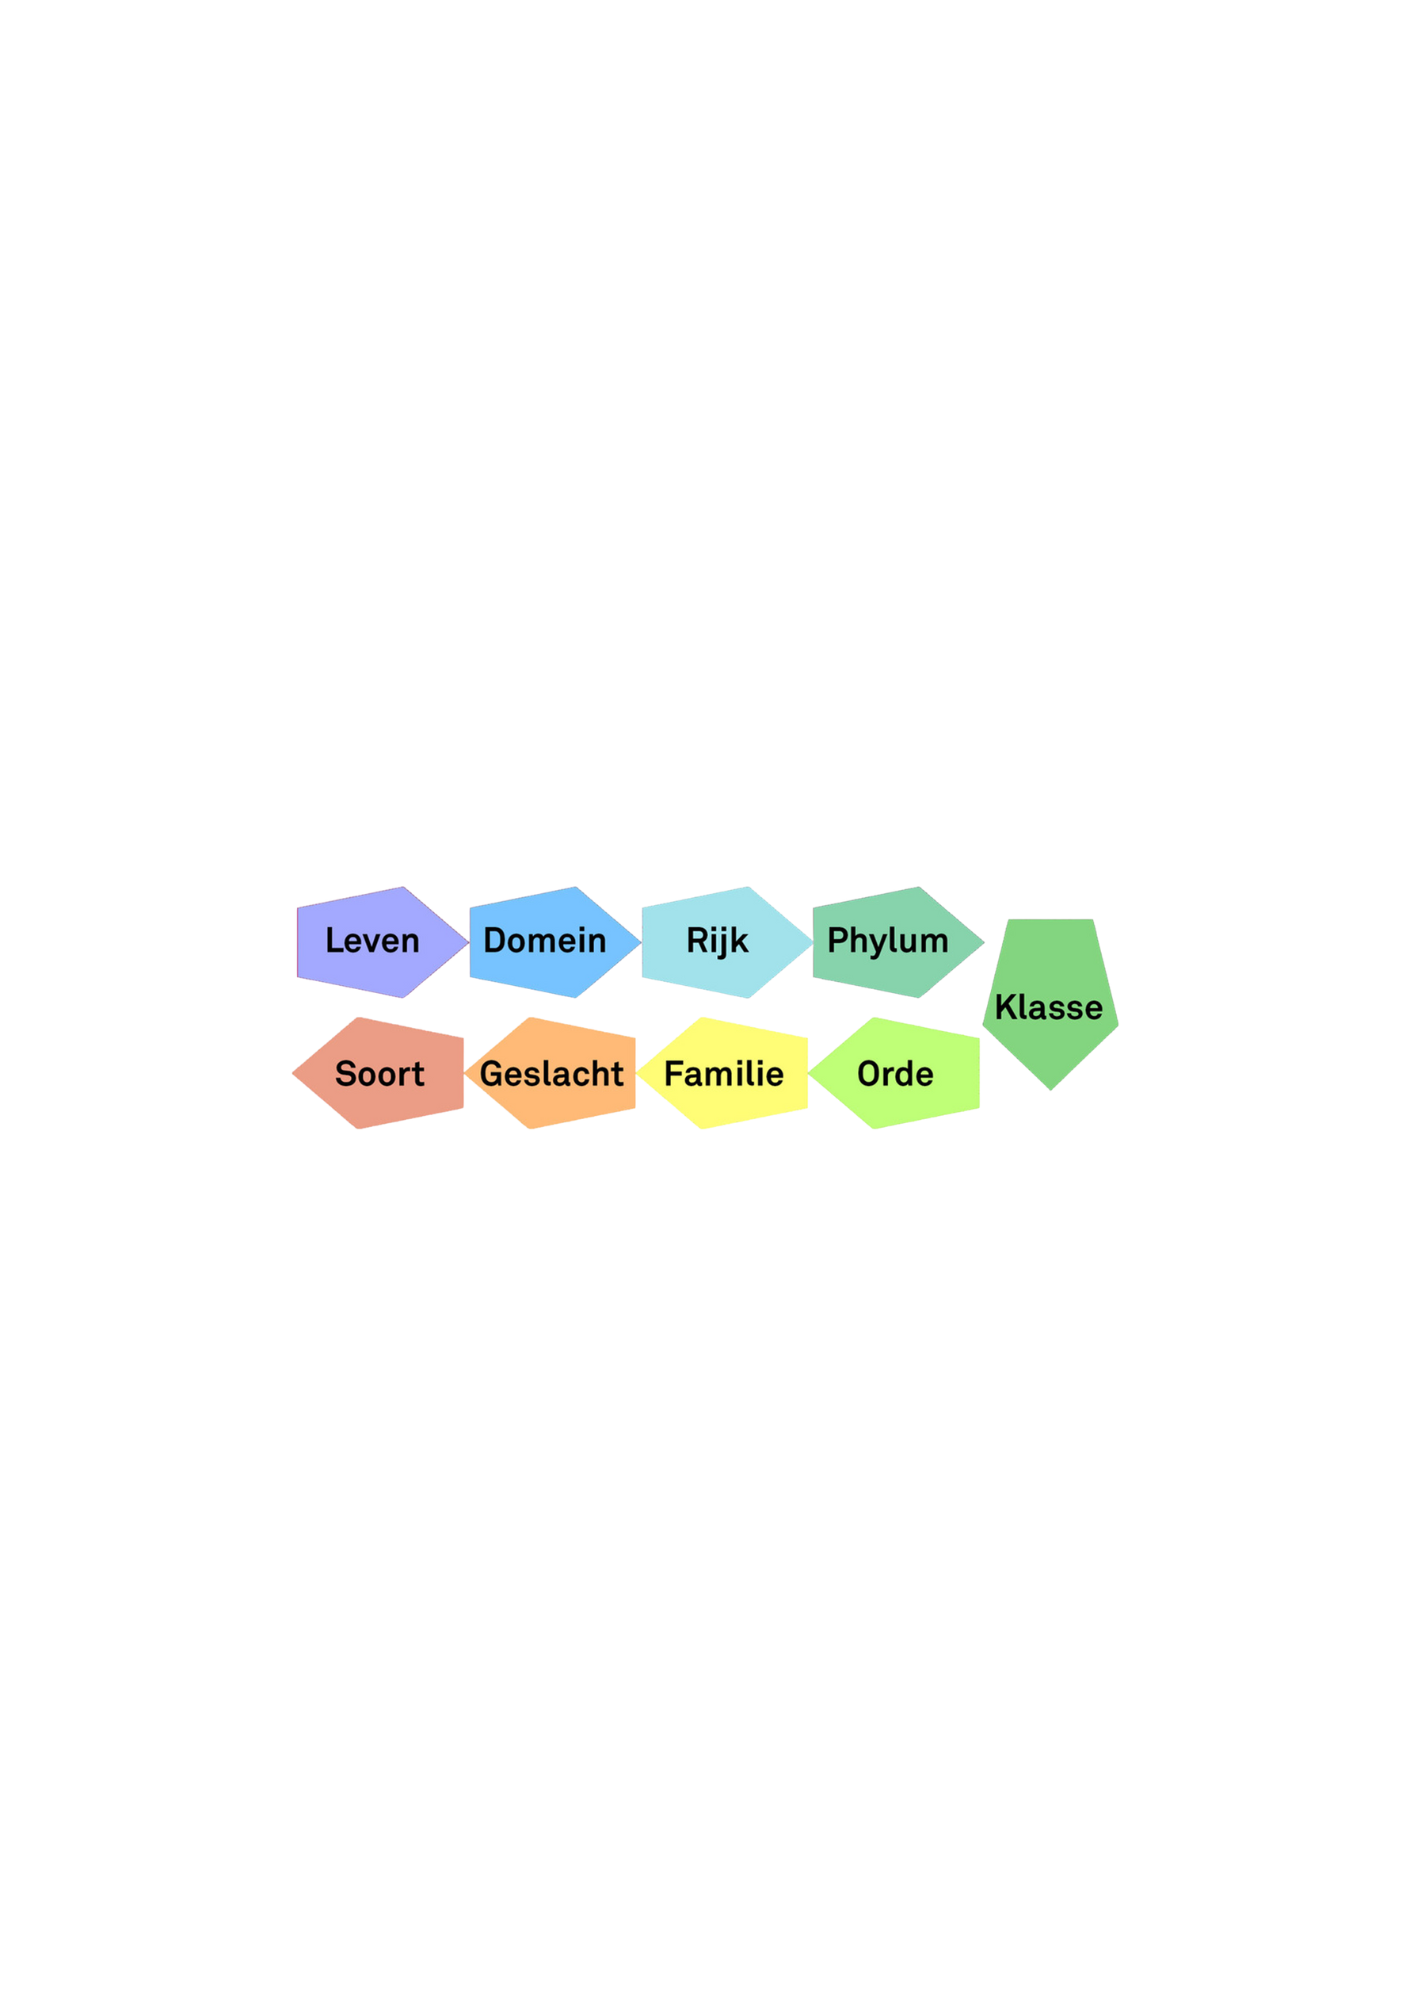 Leven
Domein
Rijk
Phylum
Klasse
Orde
Familie
Geslacht
Soort